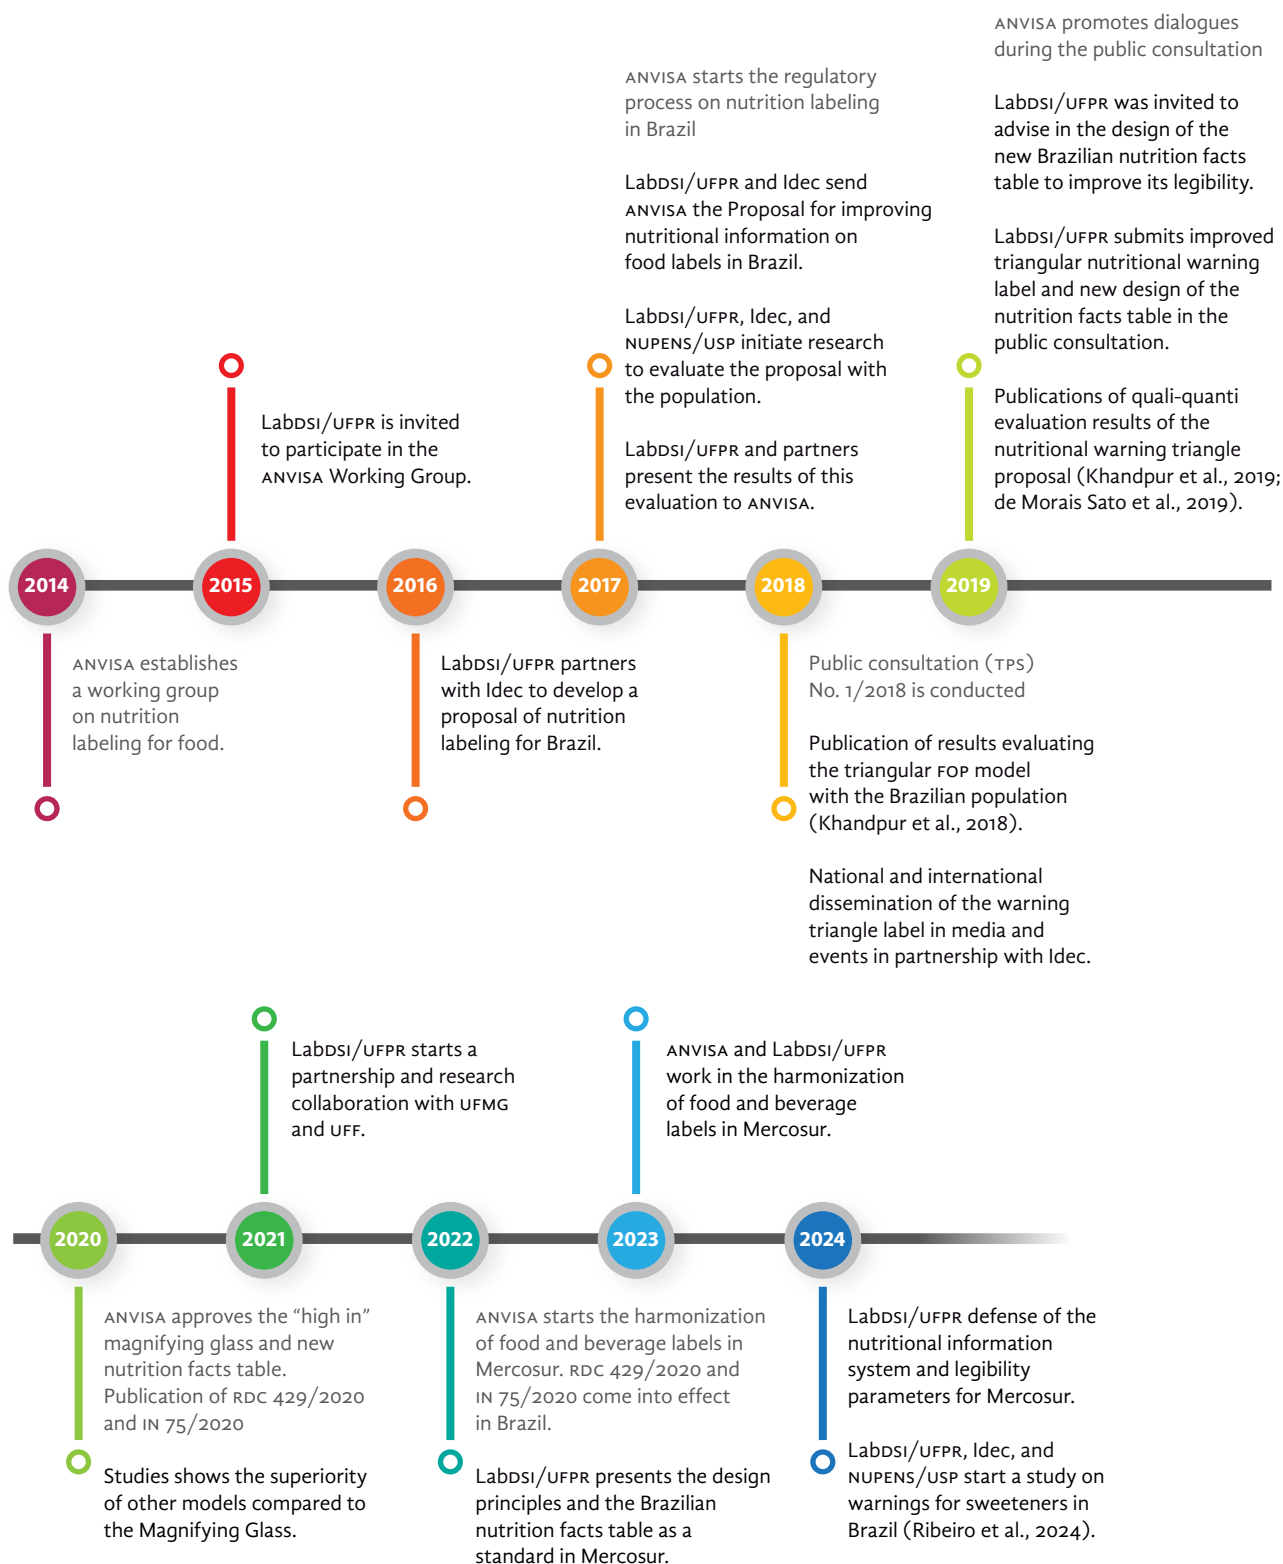 2014
ANVISA establishes
a working group
on nutrition
labeling for food.
2015
LabDSI/UFPR is invited
to participate in the
ANVISA Working Group.
2016
LabDSI/UFPR partners
with Idec to develop a
proposal of nutrition
labeling for Brazil.
2017
ANVISA starts the regulatory
process on nutrition labeling
in Brazil
LabDSI/UFPR and Idec send
ANVISA the Proposal for improving
nutritional information on
food labels in Brazil.
LabDSI/UFPR, Idec, and
NUPENS/USP initiate research
to evaluate the proposal with
the population.
LabDSI/UFPR and partners
present the results of this
evaluation to ANVISA.
2018
Public consultation (TPS)
No. 1/2018 is conducted
Publication of results evaluating
the triangular FOP model
with the Brazilian population
(Khandpur et al., 2018).
National and international
dissemination of the warning
triangle label in media and
events in partnership with Idec.
2019
ANVISA promotes dialogues
during the public consultation
LabDSI/UFPR was invited to
advise in the design of the
new Brazilian nutrition facts
table to improve its legibility.
LabDSI/UFPR submits improved
triangular nutritional warning
label and new design of the
nutrition facts table in the
public consultation.
Publications of quali-quanti
evaluation results of the
nutritional warning triangle
proposal (Khandpur et al., 2019;
de Morais Sato et al., 2019).
2020
ANVISA approves the “high in”
magnifying glass and new
nutrition facts table.
Publication of RDC 429/2020
and IN 75/2020
Studies shows the superiority
of other models compared to
the Magnifying Glass.
2021
LabDSI/UFPR starts a
partnership and research
collaboration with UFMG
and UFF.
2022
ANVISA starts the harmonization
of food and beverage labels in
Mercosur. RDC 429/2020 and
IN 75/2020 come into effect
in Brazil.
LabDSI/UFPR presents the design
principles and the Brazilian
nutrition facts table as a
standard in Mercosur.
2023
ANVISA and LabDSI/UFPR
work in the harmonization
of food and beverage
labels in Mercosur.
2024
LabDSI/UFPR defense of the
nutritional information
system and legibility
parameters for Mercosur.
LabDSI/UFPR, Idec, and
NUPENS/USP start a study on
warnings for sweeteners in
Brazil (Ribeiro et al., 2024).